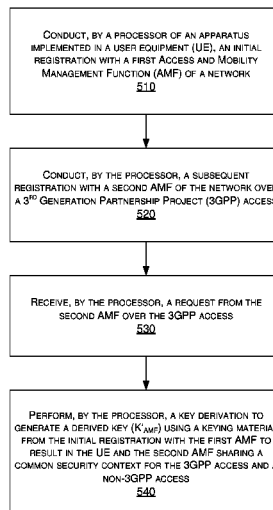 CONDUCT, BY A PROCESSOR OF AN APPARATUS
IMPLEMENTED IN A USER EQUIPMENT (UE), AN INITIAL
REGISTRATION WITH A FIRST ACCESS AND MOBILITY
MANAGEMENT FUNCTION (AMF) OF A NETWORK
510
CONDUCT, BY THE PROCESSOR, A SUBSEQUENT
REGISTRATION WITH A SECOND AMF OF THE NETWORK OVER
A 3RD GENERATION PARTNERSHIP PROJECT (3GPP) ACCESS
520
RECEIVE, BY THE PROCESSOR, A REQUEST FROM THE
SECOND AMF OVER THE 3GPP ACCESS
530
PERFORM, BY THE PROCESSOR, A KEY DERIVATION TO
GENERATE A DERIVED KEY (K'AMF) USING A KEYING MATERIAL
FROM THE INITIAL REGISTRATION WITH THE FIRST AMF TO
RESULT IN THE UE AND THE SECOND AMF SHARING A
COMMON SECURITY CONTEXT FOR THE 3GPP ACCESS AND A
NON-3GPP ACCESS
540